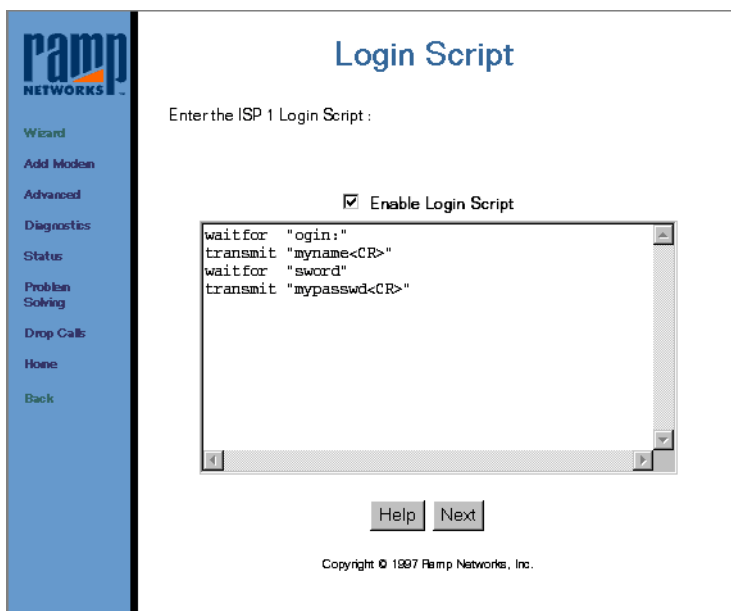 ramp
NETWORKS
Wizard
Add Modem
Advanced
Diagnostics
Status
Problem
Solving
Drop Calls
Home
Back
Login Script
Enter the ISP 1 Login Script :
Enable Login Script
waitfor "ogin:"
transmit "myname<CR>"
waitfor "sword"
transmit "mypasswd<CR>"
Help Next
Copyright © 1997 Ramp Networks, Inc.